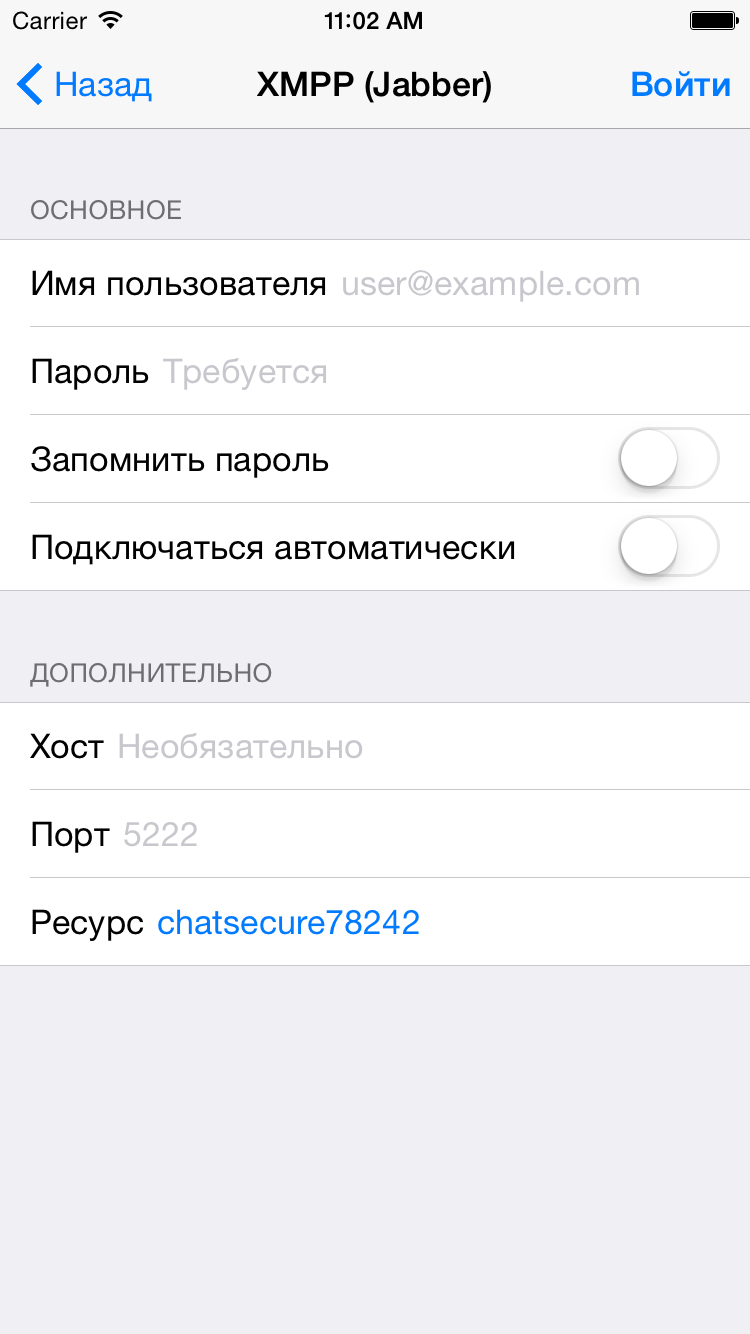 Carrier 11:02 AM
Назад XMPP (Jabber) Войти
ОСНОВНОЕ
Имя пользователя user@example.com
Пароль Требуется
Запомнить пароль
Подключаться автоматически
ДОПОЛНИТЕЛЬНО
Хост Необязательно
Порт 5222
Ресурс chatsecure78242